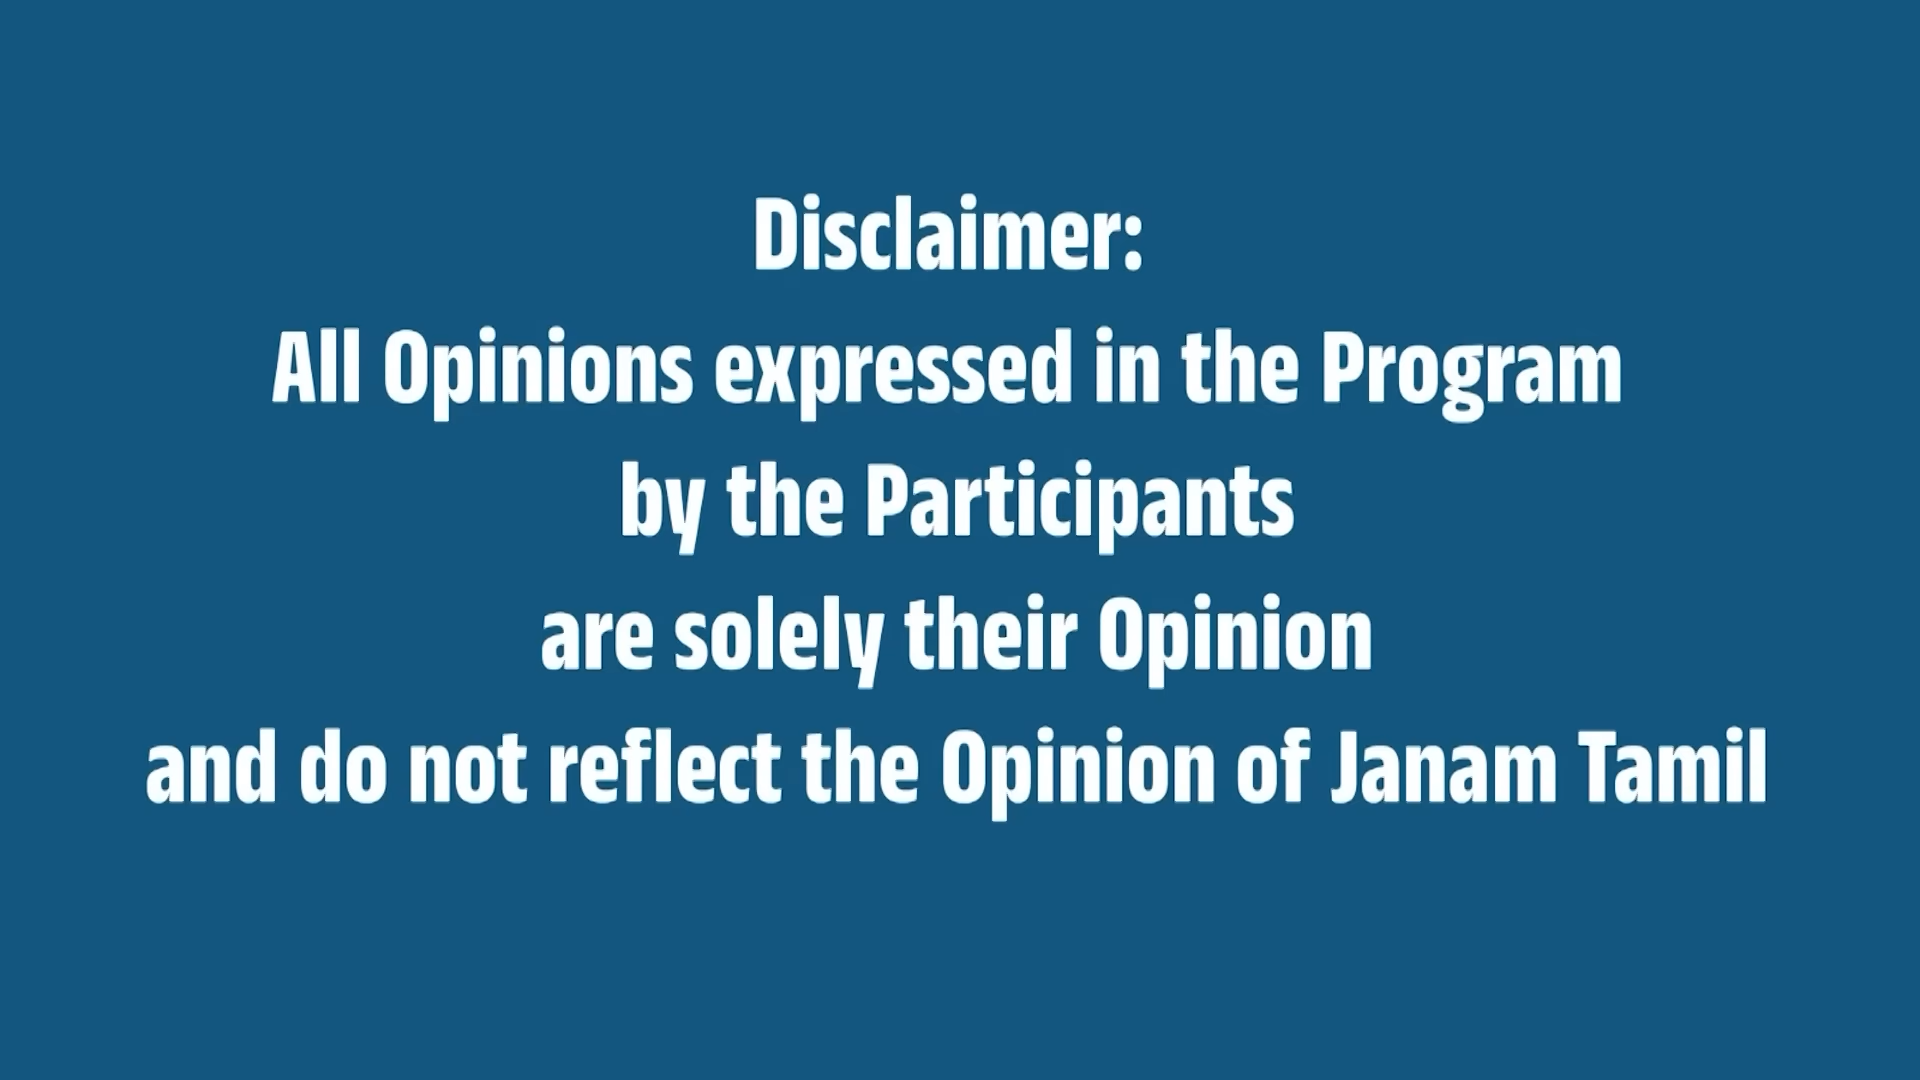 Disclaimer:
All Opinions expressed in the Program
by the Participants
are solely their Opinion
and do not reflect the Opinion of Janam Tamil